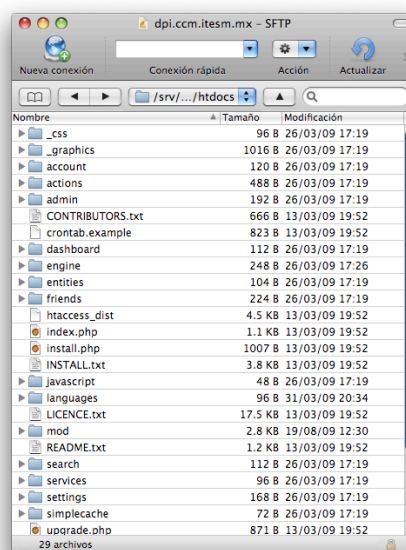 dpi.ccm.itesm.mx – SFTP
Nueva conexión Conexión rápida Acción Actualizar
/srv/.../htdocs
Nombre Tamaño Modificación
_css 96 B 26/03/09 17:19
_graphics 1016 B 26/03/09 17:19
account 120 B 26/03/09 17:19
actions 488 B 26/03/09 17:19
admin 192 B 26/03/09 17:19
CONTRIBUTORS.txt 666 B 13/03/09 19:52
crontab.example 823 B 13/03/09 19:52
dashboard 112 B 26/03/09 17:19
engine 248 B 26/03/09 17:26
entities 104 B 26/03/09 17:19
friends 224 B 26/03/09 17:19
htaccess_dist 4.5 KB 13/03/09 19:52
index.php 1.1 KB 13/03/09 19:52
install.php 1007 B 13/03/09 19:52
INSTALL.txt 3.8 KB 13/03/09 19:52
javascript 48 B 26/03/09 17:19
languages 96 B 31/03/09 20:34
LICENCE.txt 17.5 KB 13/03/09 19:52
mod 2.8 KB 19/08/09 12:30
README.txt 1.2 KB 13/03/09 19:52
search 112 B 26/03/09 17:19
services 96 B 26/03/09 17:19
settings 168 B 26/03/09 17:19
simplecache 72 B 26/03/09 17:19
upgrade.php 871 B 13/03/09 19:52
29 archivos